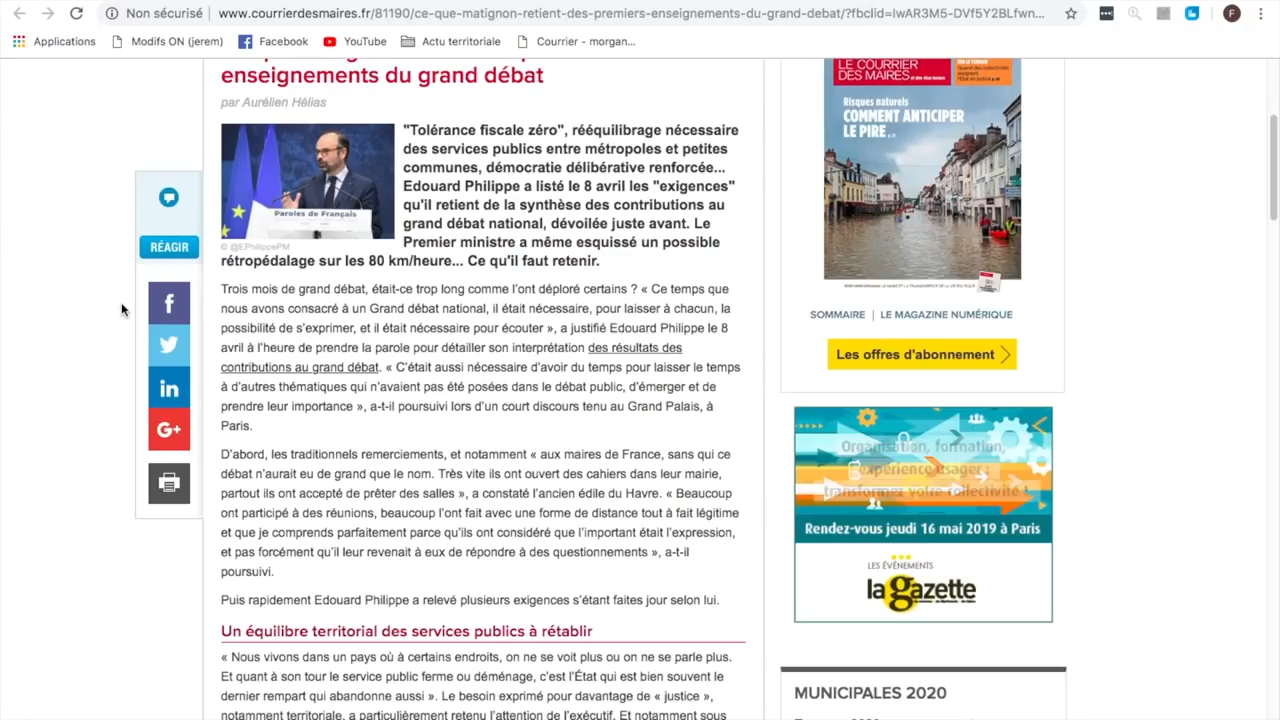 Non sécurisé
www.courrierdesmaires.fr/81190/ce-que-matignon-retient-des-premiers-enseignements-du-grand-debat/?fbclid=IwAR3M5-DVf5Y2BLfwn...
F
Applications
Modifs ON (jerem)
Facebook
YouTube
Actu territoriale
Courrier - morgan...
enseignements du grand débat
par Aurélien Hélias
"Tolérance fiscale zéro", rééquilibrage nécessaire
des services publics entre métropoles et petites
communes, démocratie délibérative renforcée...
Edouard Philippe a listé le 8 avril les "exigences"
qu'il retient de la synthèse des contributions au
grand débat national, dévoilée juste avant. Le
Premier ministre a même esquissé un possible
rétropédalage sur les 80 km/heure... Ce qu'il faut retenir.
Paroles de Français
© @EPhilippePM
RÉAGIR
Trois mois de grand débat, était-ce trop long comme l'ont déploré certains ? « Ce temps que
nous avons consacré à un Grand débat national, il était nécessaire, pour laisser à chacun, la
possibilité de s'exprimer, et il était nécessaire pour écouter », a justifié Edouard Philippe le 8
avril à l'heure de prendre la parole pour détailler son interprétation des résultats des
contributions au grand débat. « C'était aussi nécessaire d'avoir du temps pour laisser le temps
à d'autres thématiques qui n'avaient pas été posées dans le débat public, d'émerger et de
prendre leur importance », a-t-il poursuivi lors d'un court discours tenu au Grand Palais, à
Paris.
D'abord, les traditionnels remerciements, et notamment « aux maires de France, sans qui ce
débat n'aurait eu de grand que le nom. Très vite ils ont ouvert des cahiers dans leur mairie,
partout ils ont accepté de prêter des salles », a constaté l'ancien édile du Havre. « Beaucoup
ont participé à des réunions, beaucoup l'ont fait avec une forme de distance tout à fait légitime
et que je comprends parfaitement parce qu'ils ont considéré que l'important était l'expression,
et pas forcément qu'il leur revenait à eux de répondre à des questionnements », a-t-il
poursuivi.
Puis rapidement Edouard Philippe a relevé plusieurs exigences s'étant faites jour selon lui.
Un équilibre territorial des services publics à rétablir
« Nous vivons dans un pays où à certains endroits, on ne se voit plus ou on ne se parle plus.
Et quant à son tour le service public ferme ou déménage, c'est l'État qui est bien souvent le
dernier rempart qui abandonne aussi ». Le besoin exprimé pour davantage de « justice »,
notamment territoriale, a particulièrement retenu l'attention de l'exécutif. Et notamment sous
LE COURRIER
DES MAIRES
Risques naturels
COMMENT ANTICIPER
LE PIRE
SOMMAIRE | LE MAGAZINE NUMÉRIQUE
Les offres d'abonnement
Organisation, formation,
expérience usager :
transformez votre collectivité !
Rendez-vous jeudi 16 mai 2019 à Paris
LES ÉVÉNEMENTS
la gazette
MUNICIPALES 2020